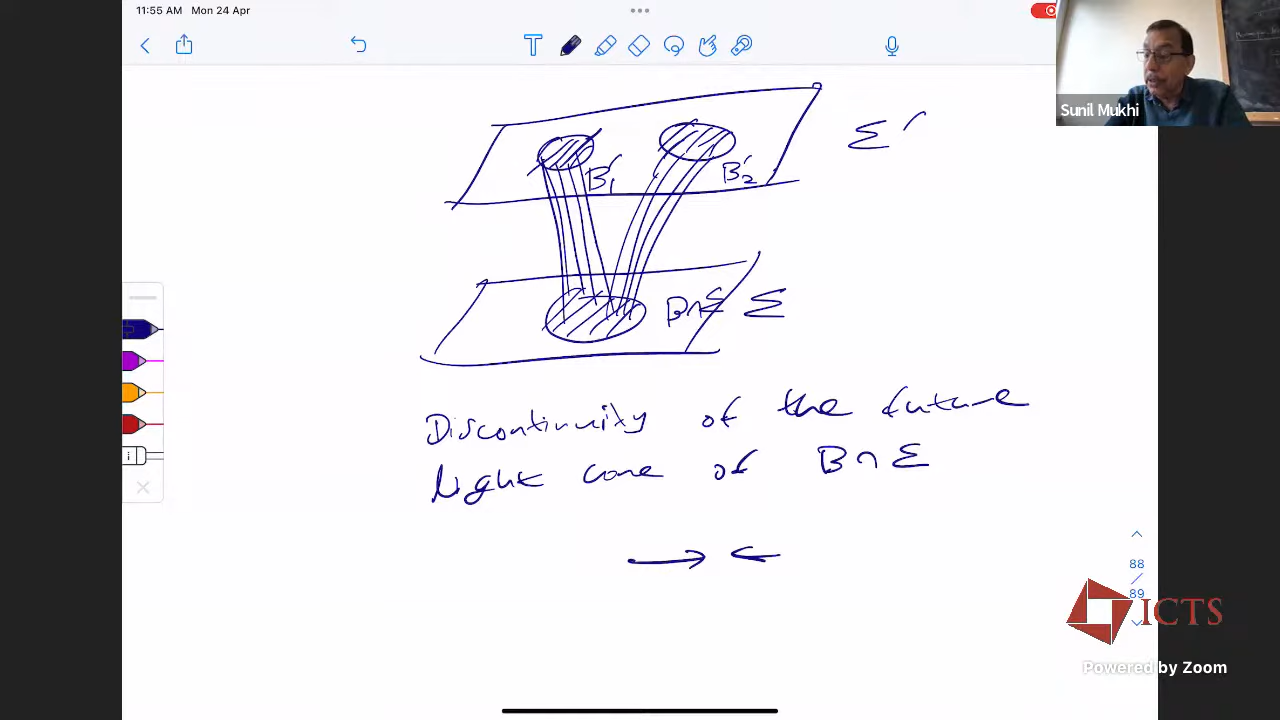 11:55 AM Mon 24 Apr
Sunil Mukhi
Σ′
B′₁
B′₂
B∩Σ Σ
Discontinuity of the future
light cone of B∩Σ
→ ←
88
/
89
ICTS
Powered by Zoom